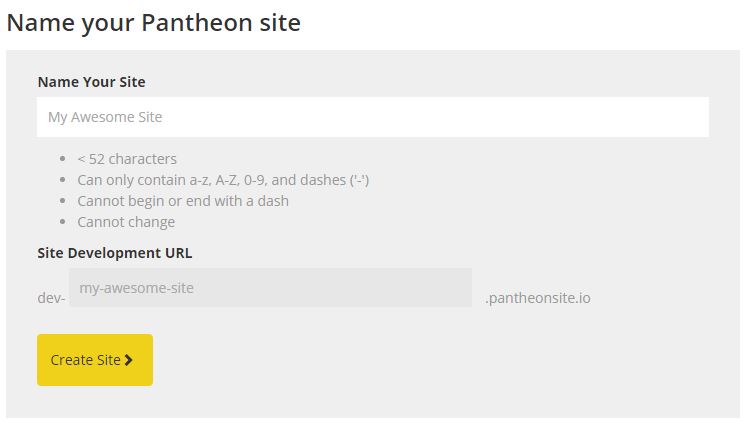 Name your Pantheon site
Name Your Site
My Awesome Site
< 52 characters
Can only contain a-z, A-Z, 0-9, and dashes ('-')
Cannot begin or end with a dash
Cannot change
Site Development URL
dev- my-awesome-site .pantheonsite.io
Create Site